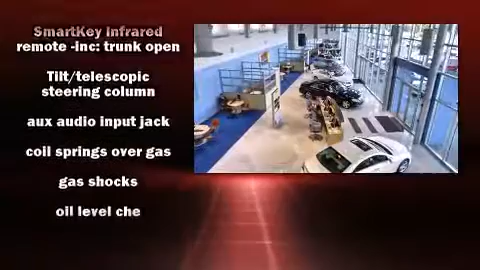 SmartKey Infrared
remote -inc: trunk open
Tilt/telescopic
steering column
aux audio input jack
coil springs over gas
gas shocks
oil level che